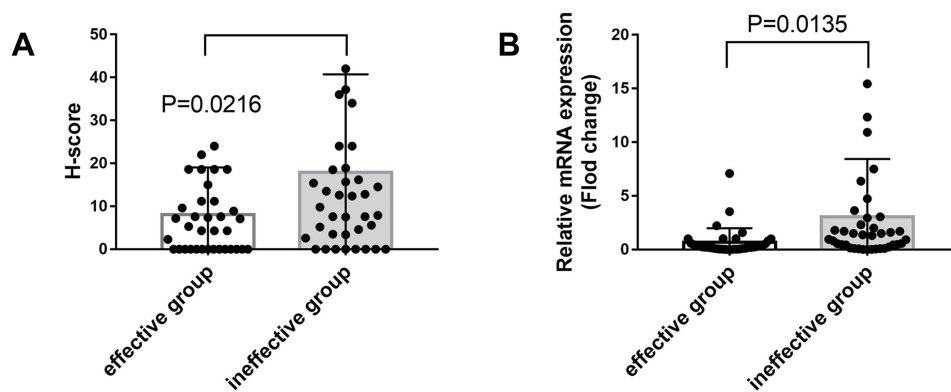 A
50
40
30
20
10
0
H-score
P=0.0216
effective group
ineffective group
B
20
15
10
5
0
Relative mRNA expression
(Flod change)
P=0.0135
effective group
ineffective group